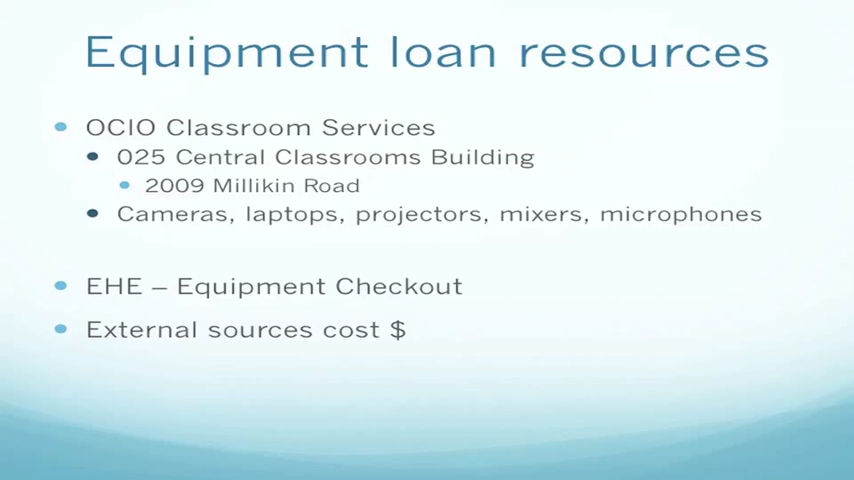 Equipment loan resources
OCIO Classroom Services
025 Central Classrooms Building
2009 Millikin Road
Cameras, laptops, projectors, mixers, microphones
EHE – Equipment Checkout
External sources cost $